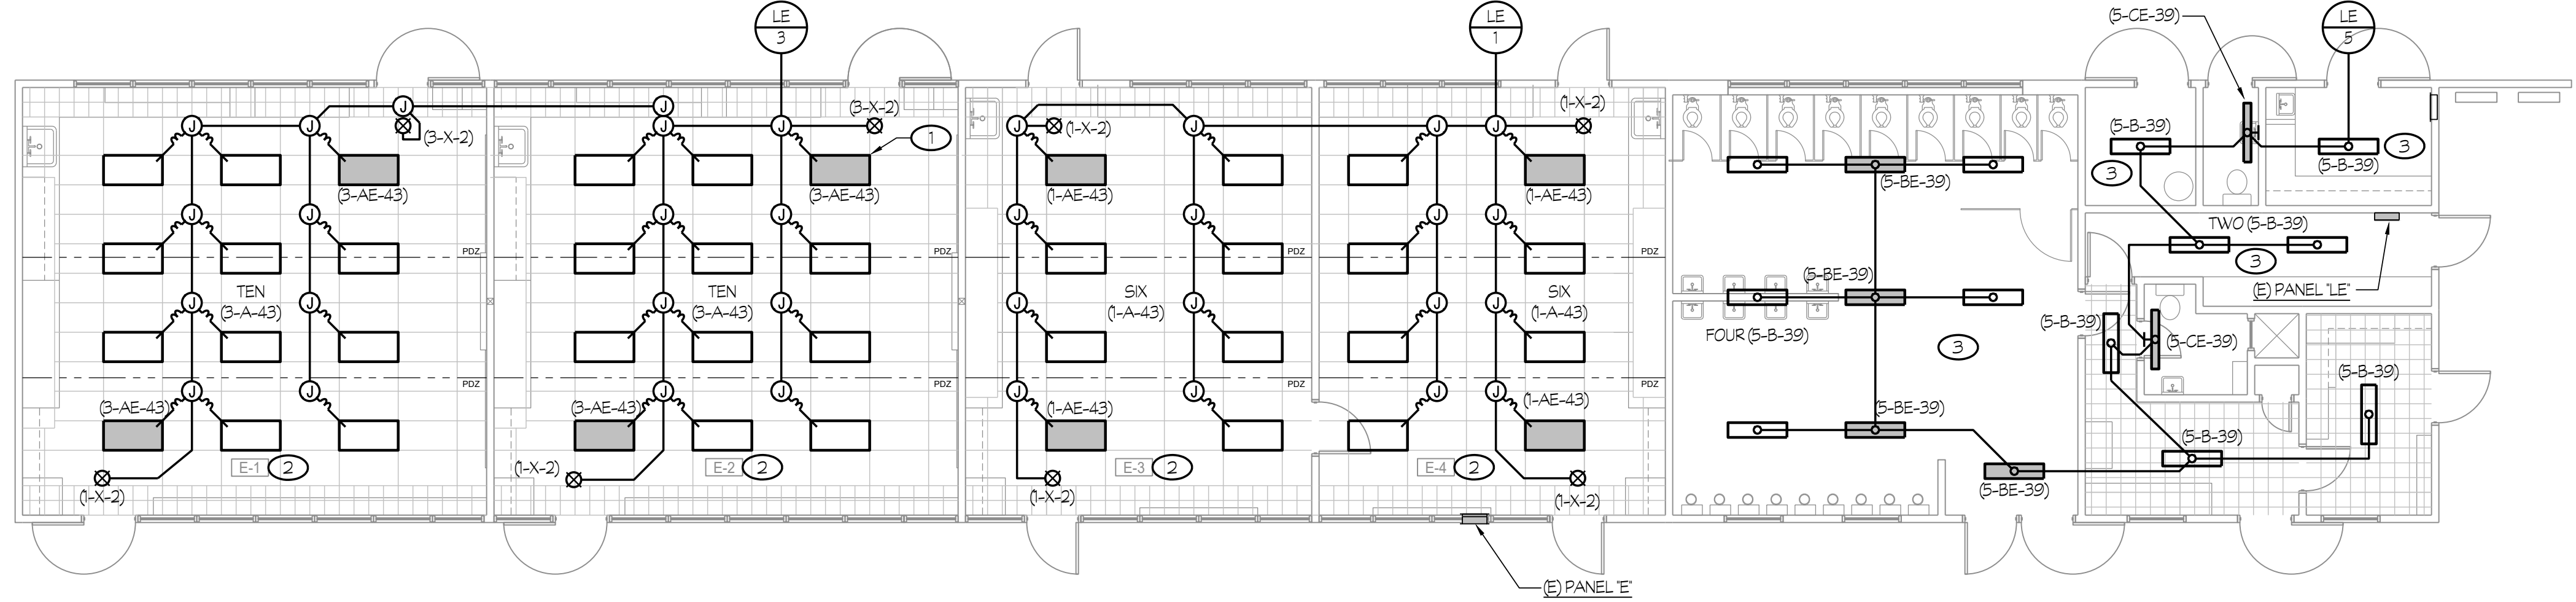 LE
3
LE
1
(5-CE-39)
LE
5
J
J
(3-X-2)
(1-X-2)
J
J
(3-X-2)
J
J
(3-X-2)
1
J
(1-X-2)
J
J
J
(5-B-39)
(5-B-39)
3
3
(3-AE-43)
(3-AE-43)
(1-AE-43)
(1-AE-43)
(5-BE-39)
J
J
J
J
J
J
J
J
TWO (5-B-39)
PDZ
PDZ
PDZ
PDZ
3
(5-BE-39)
TEN
(3-A-43)
TEN
(3-A-43)
SIX
(1-A-43)
SIX
(1-A-43)
(E) PANEL "LE"
J
J
J
J
J
J
J
J
FOUR (5-B-39)
3
(5-B-39)
(5-CE-39)
PDZ
PDZ
PDZ
PDZ
(5-B-39)
J
J
J
J
J
J
J
J
(3-AE-43)
(3-AE-43)
(1-AE-43)
(1-AE-43)
(5-BE-39)
(5-B-39)
E-1
2
E-2
2
E-3
2
E-4
2
(1-X-2)
(1-X-2)
(1-X-2)
(1-X-2)
(5-BE-39)
(E) PANEL "E"